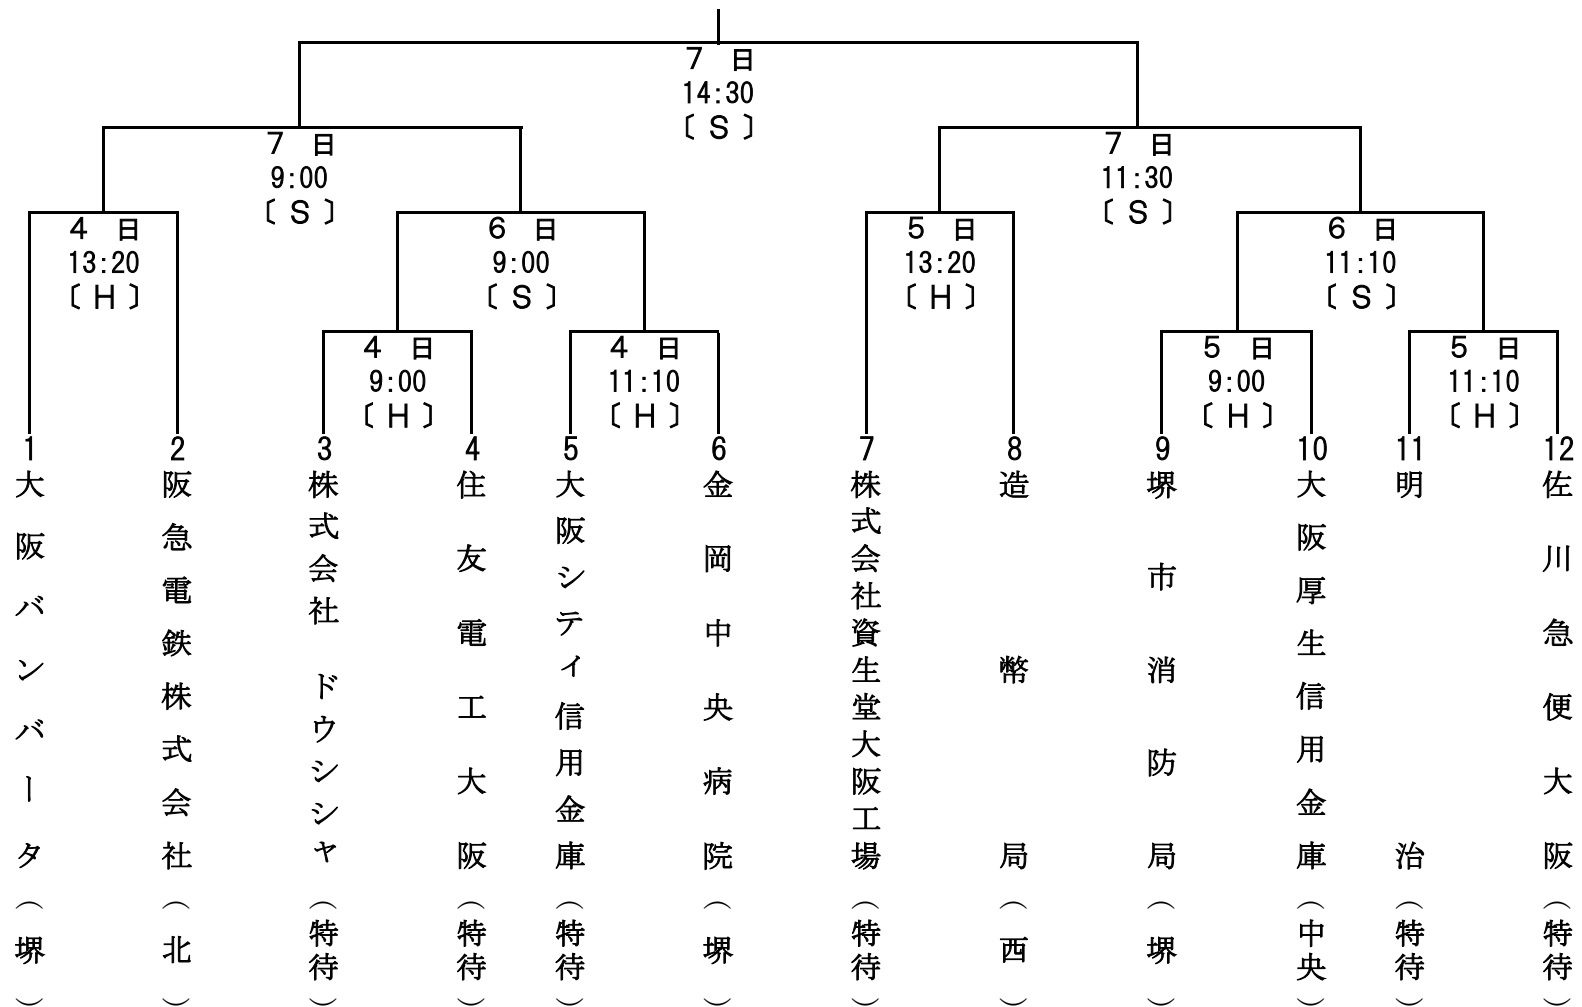 7 日
14:30
〔 S 〕
7 日
9:00
〔 S 〕
7 日
11:30
〔 S 〕
4 日
13:20
〔 H 〕
6 日
9:00
〔 S 〕
5 日
13:20
〔 H 〕
6 日
11:10
〔 S 〕
4 日
9:00
〔 H 〕
4 日
11:10
〔 H 〕
5 日
9:00
〔 H 〕
5 日
11:10
〔 H 〕
1
大阪バンバータ（堺）
2
阪急電鉄株式会社（北）
3
株式会社 ドウシシャ（特待）
4
住友電工大阪（特待）
5
大阪シティ信用金庫（特待）
6
金岡中央病院（堺）
7
株式会社資生堂大阪工場（特待）
8
造幣局（西）
9
堺市消防局（堺）
10
大阪厚生信用金庫（中央）
11
明治（特待）
12
佐川急便大阪（特待）